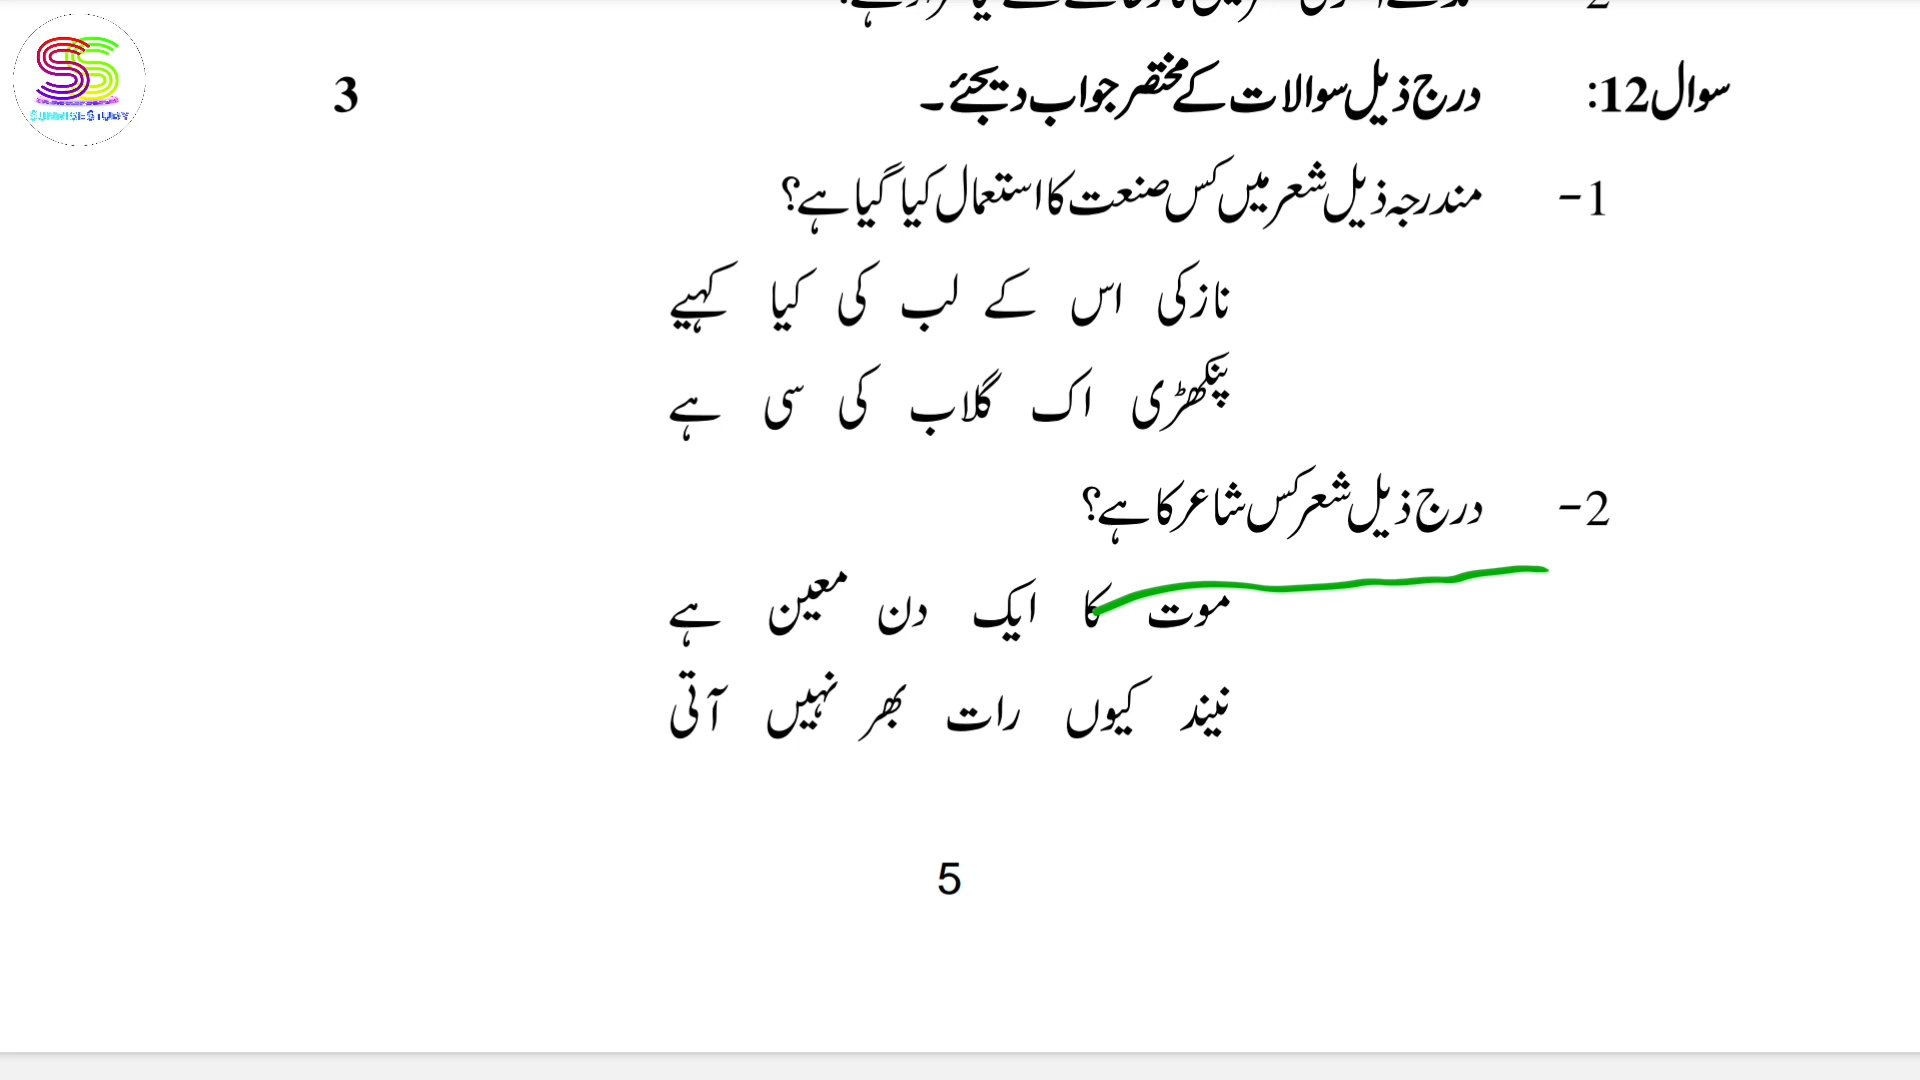 SUNRISESTUDY
سوال12: درج ذیل سوالات کے مختصر جواب دیجئے۔ 3
1- مندرجہ ذیل شعر میں کس صنعت کا استعمال کیا گیا ہے؟
نازکی اس کے لب کی کیا کہیے
پنکھڑی اک گلاب کی سی ہے
2- درج ذیل شعر کس شاعر کا ہے؟
موت کا ایک دن معین ہے
نیند کیوں رات بھر نہیں آتی
5